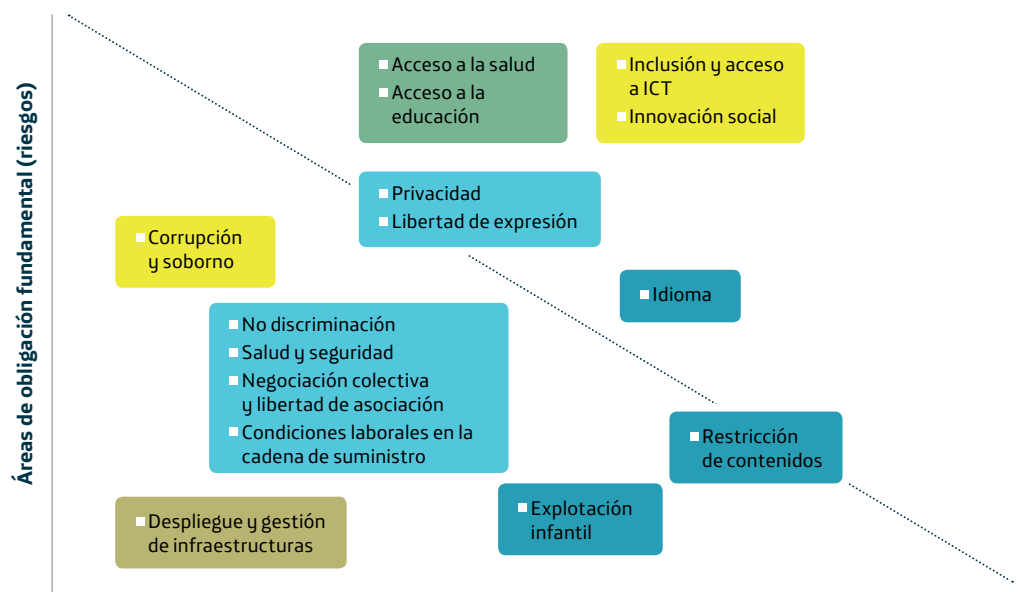 Áreas de obligación fundamental (riesgos)
Acceso a la salud
Acceso a la
educación
Inclusión y acceso
a ICT
Innovación social
Privacidad
Libertad de expresión
Corrupción
y soborno
Idioma
No discriminación
Salud y seguridad
Negociación colectiva
y libertad de asociación
Condiciones laborales en la
cadena de suministro
Restricción
de contenidos
Despliegue y gestión
de infraestructuras
Explotación
infantil